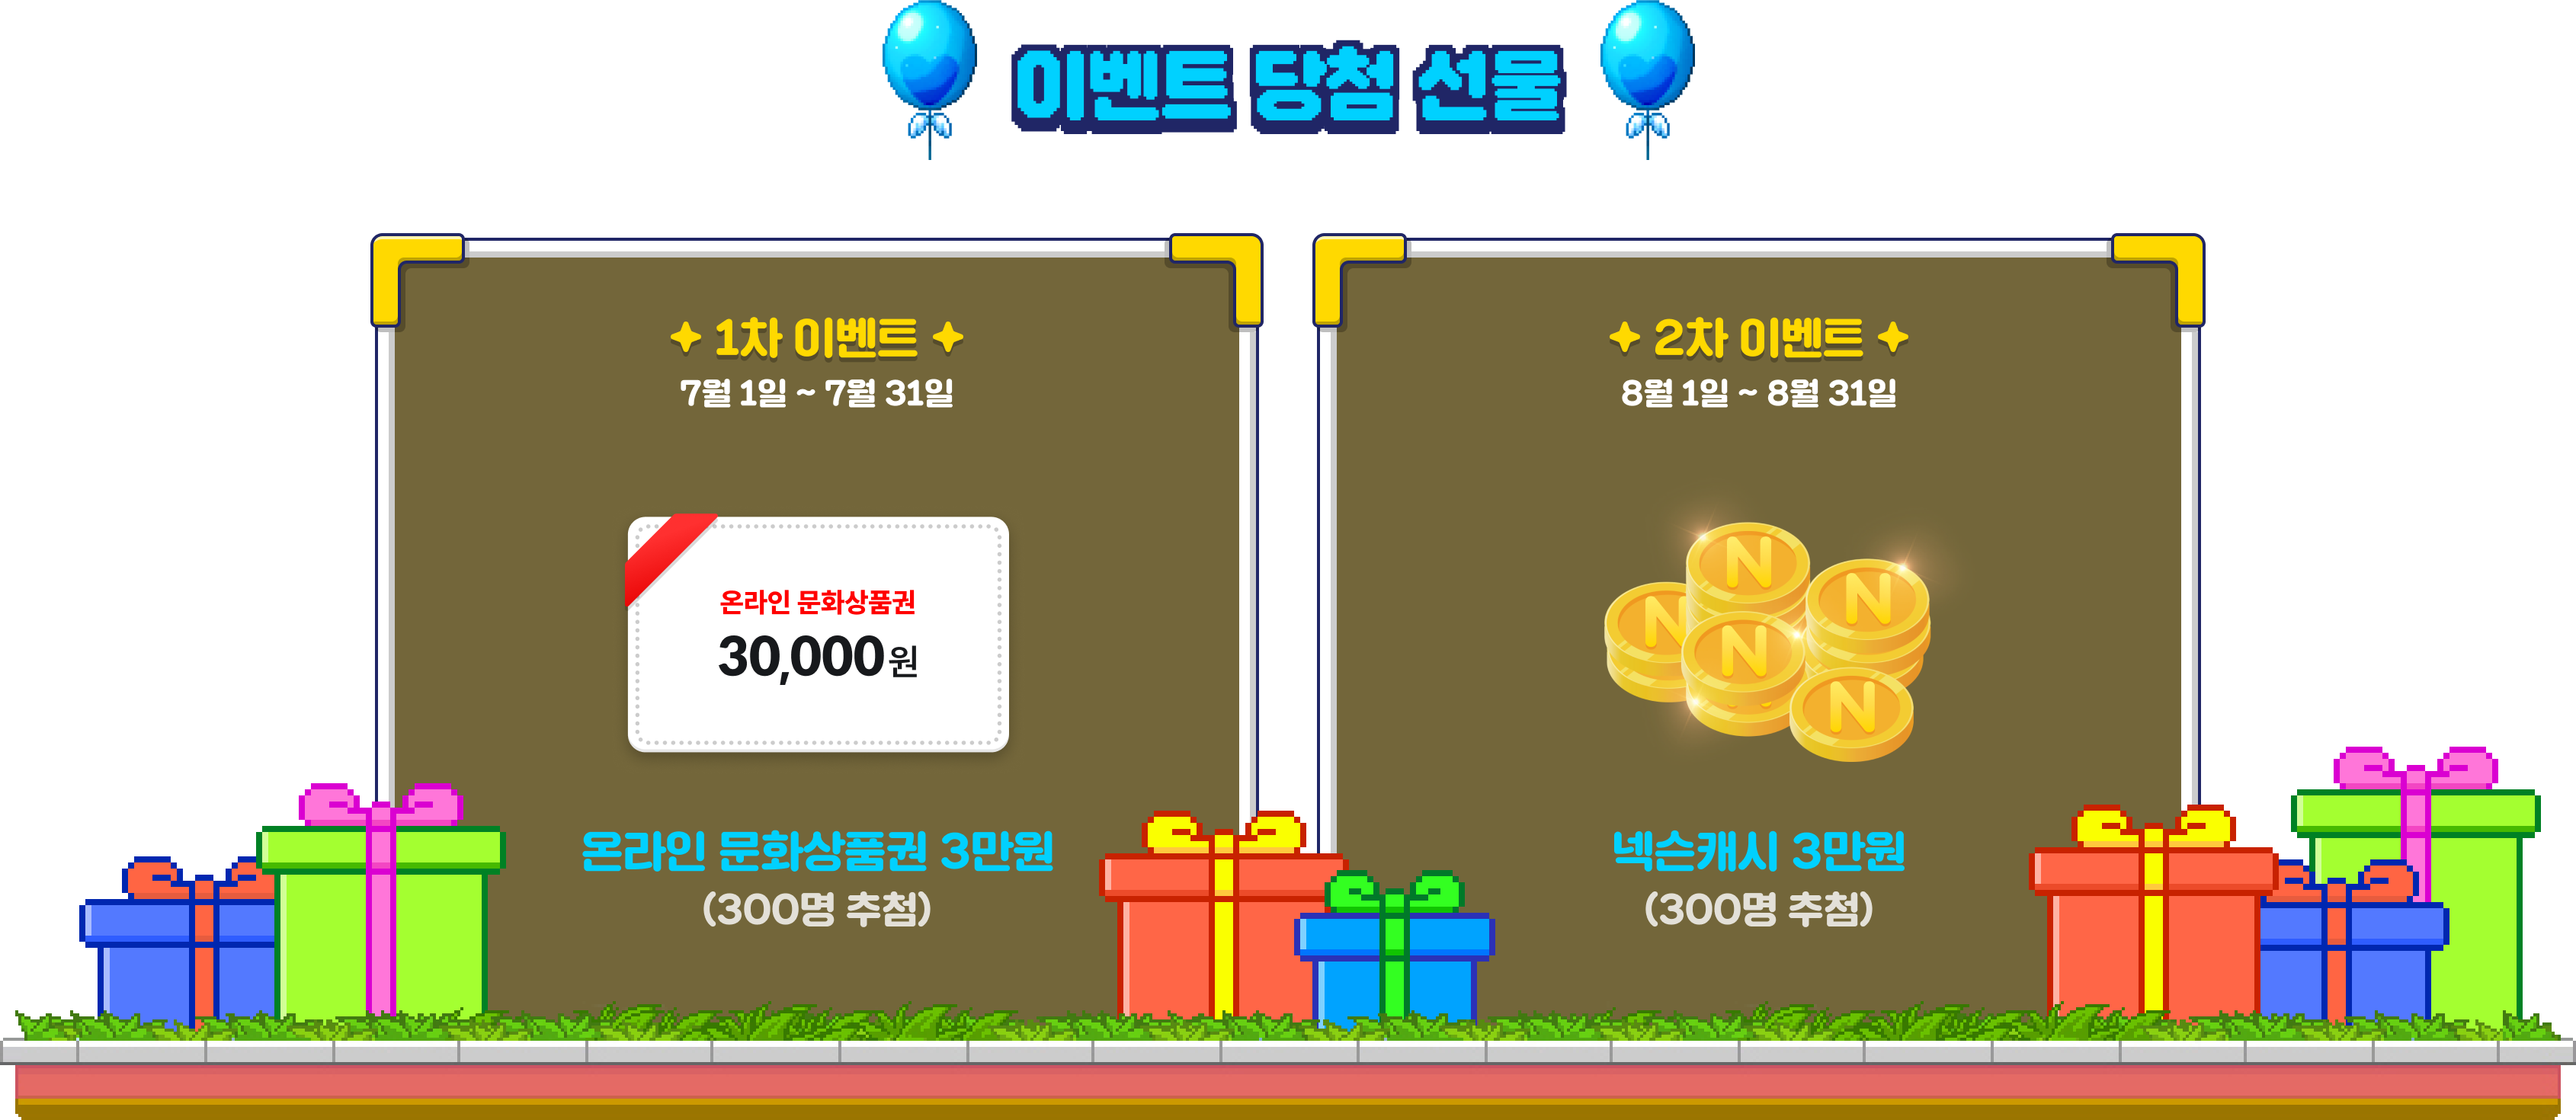 이벤트 당첨 선물
1차 이벤트
7월 1일 ~ 7월 31일
온라인 문화상품권
30,000원
온라인 문화상품권 3만원
(300명 추첨)
2차 이벤트
8월 1일 ~ 8월 31일
N
N
N
N
N
넥슨캐시 3만원
(300명 추첨)